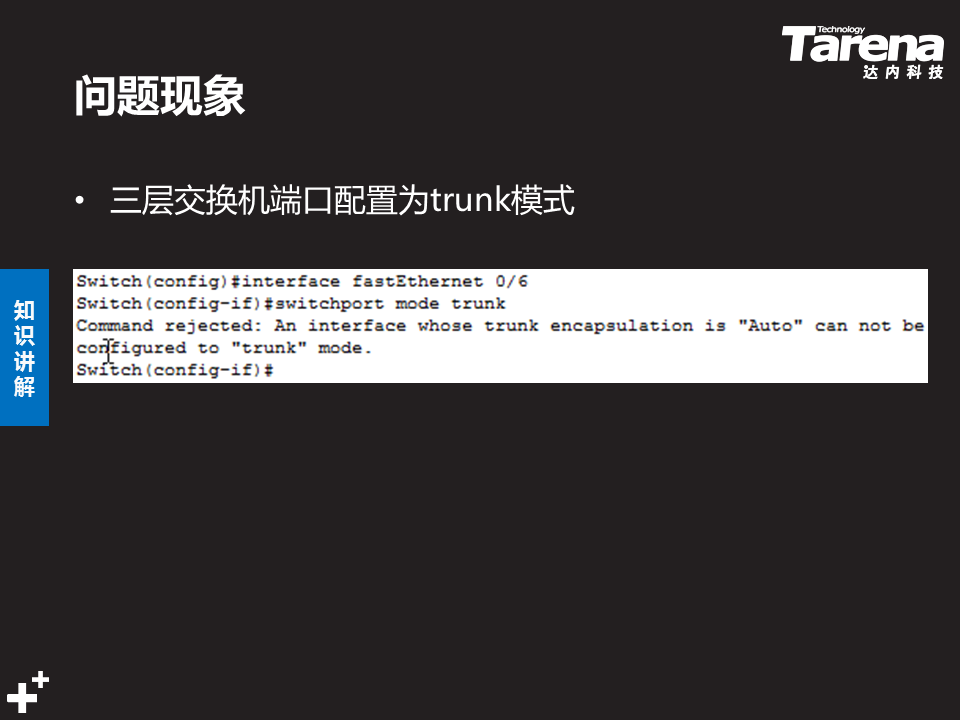 Technology
Tarena
达内科技
问题现象
• 三层交换机端口配置为trunk模式
知识讲解
Switch(config)#interface fastEthernet 0/6
Switch(config-if)#switchport mode trunk
Command rejected: An interface whose trunk encapsulation is "Auto" can not be
configured to "trunk" mode.
Switch(config-if)#